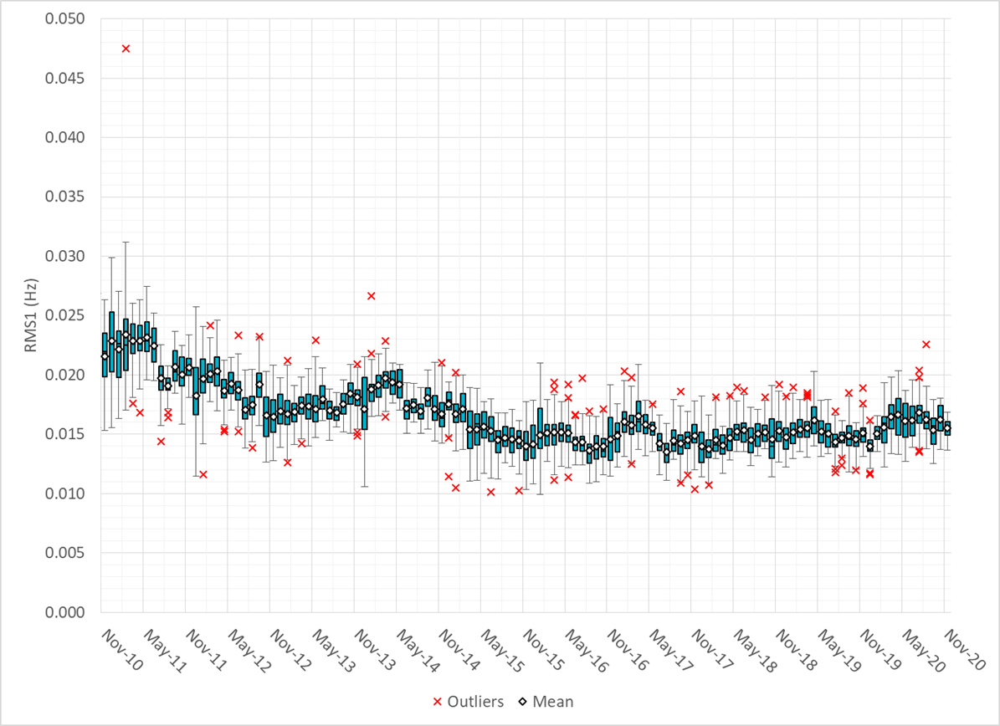 0.050
0.045
0.040
0.035
0.030
0.025
0.020
0.015
0.010
0.005
0.000
RMS1 (Hz)
Nov-10
May-11
Nov-11
May-12
Nov-12
May-13
Nov-13
May-14
Nov-14
May-15
Nov-15
May-16
Nov-16
May-17
Nov-17
May-18
Nov-18
May-19
Nov-19
May-20
Nov-20
Outliers Mean